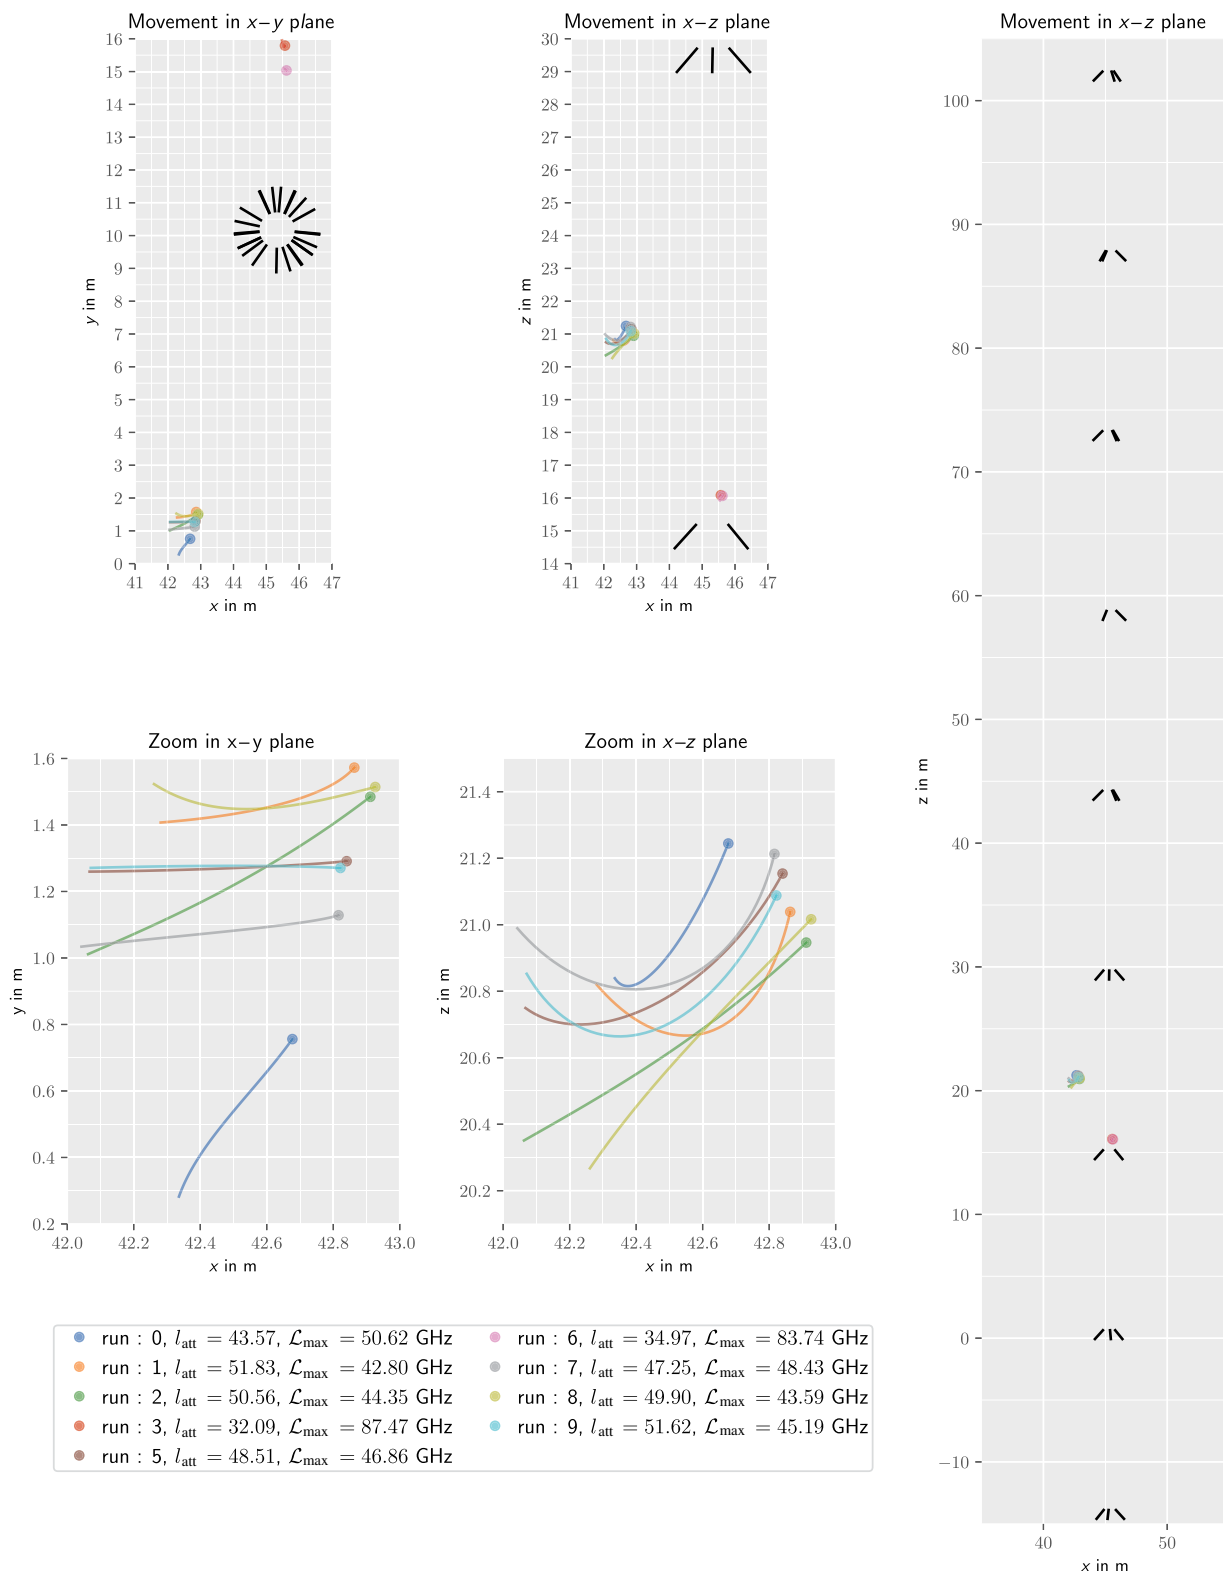 Movement in x–y plane
16
15
14
13
12
11
10
9
8
7
6
5
4
3
2
1
0
y in m
41 42 43 44 45 46 47
x in m
Movement in x–z plane
30
29
28
27
26
25
24
23
22
21
20
19
18
17
16
15
14
z in m
41 42 43 44 45 46 47
x in m
Movement in x–z plane
100
90
80
70
60
50
40
30
20
10
0
−10
z in m
40 50
x in m
Zoom in x–y plane
1.6
1.4
1.2
1.0
0.8
0.6
0.4
0.2
y in m
42.0 42.2 42.4 42.6 42.8 43.0
x in m
Zoom in x–z plane
21.4
21.2
21.0
20.8
20.6
20.4
20.2
z in m
42.0 42.2 42.4 42.6 42.8 43.0
x in m
run : 0, l_att = 43.57, ℒ_max = 50.62 GHz
run : 1, l_att = 51.83, ℒ_max = 42.80 GHz
run : 2, l_att = 50.56, ℒ_max = 44.35 GHz
run : 3, l_att = 32.09, ℒ_max = 87.47 GHz
run : 5, l_att = 48.51, ℒ_max = 46.86 GHz
run : 6, l_att = 34.97, ℒ_max = 83.74 GHz
run : 7, l_att = 47.25, ℒ_max = 48.43 GHz
run : 8, l_att = 49.90, ℒ_max = 43.59 GHz
run : 9, l_att = 51.62, ℒ_max = 45.19 GHz